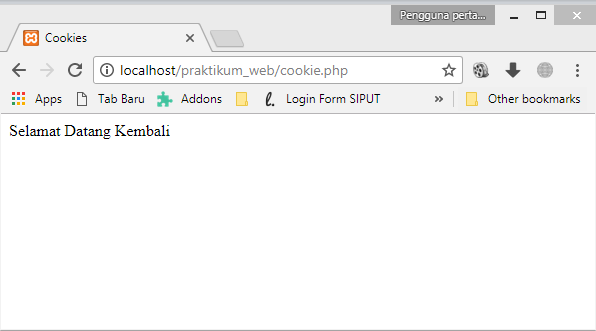 Pengguna perta...
Cookies
localhost/praktikum_web/cookie.php
Apps Tab Baru Addons Login Form SIPUT » Other bookmarks
Selamat Datang Kembali